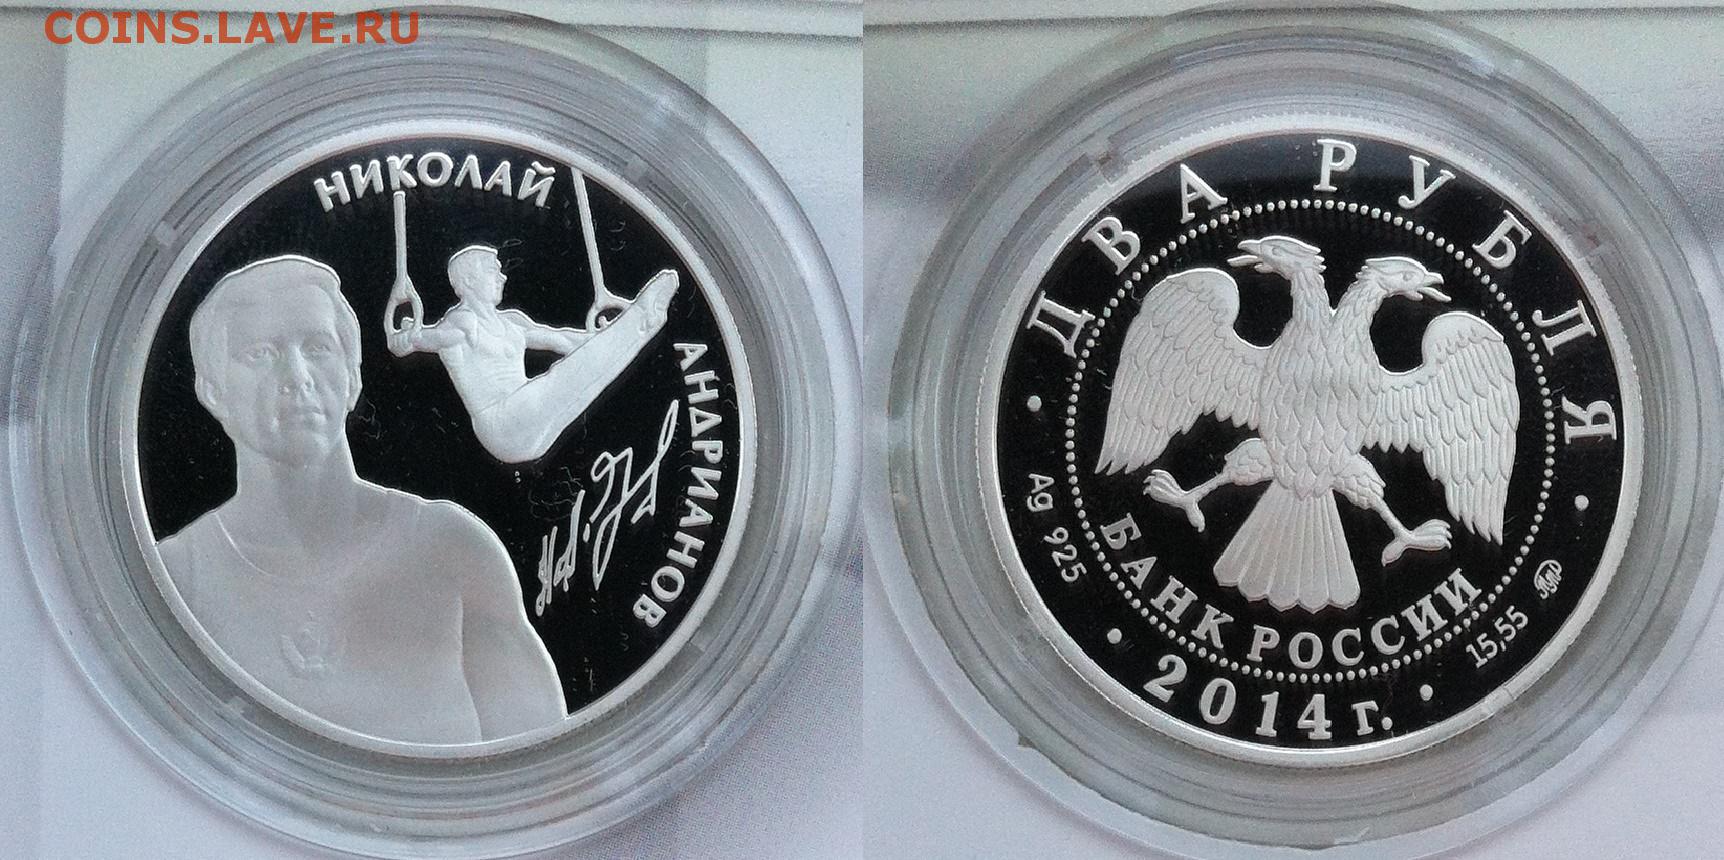 COINS.LAVE.RU
НИКОЛАЙ
АНДРИАНОВ
ДВА РУБЛЯ
Ag 925
БАНК РОССИИ
15,55
2014 г.